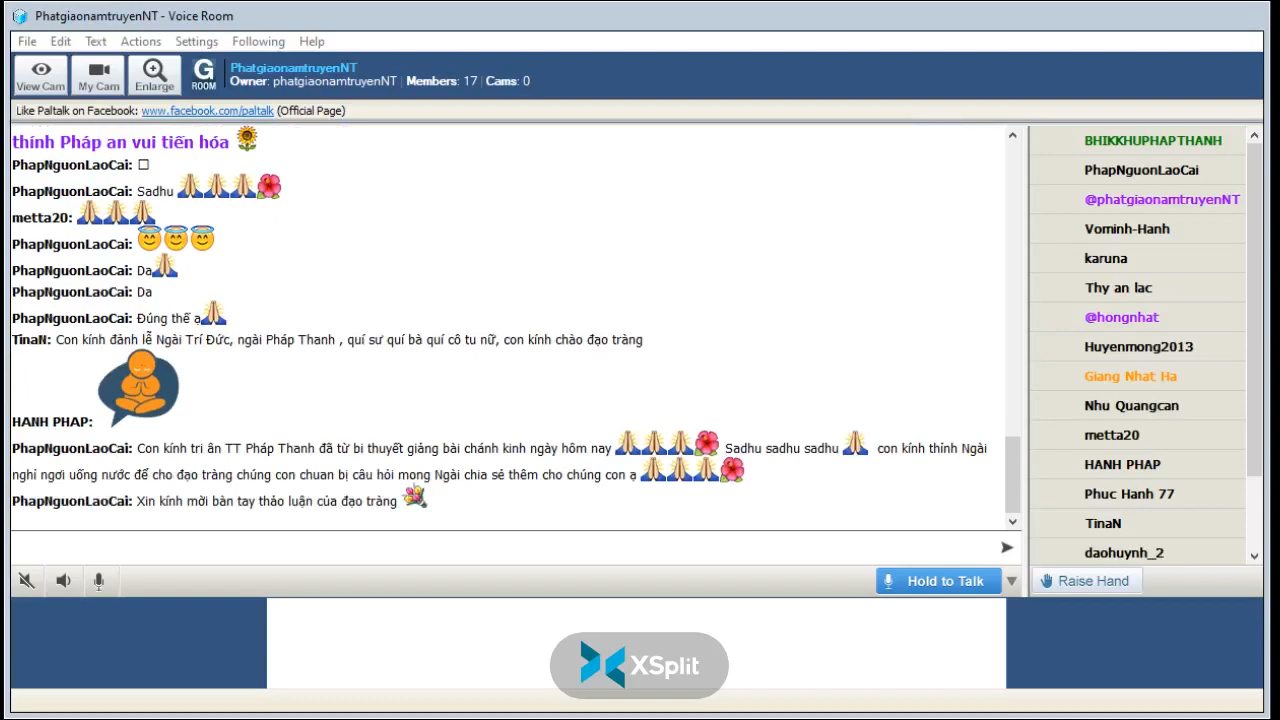 PhatgiaonamtruyenNT - Voice Room
File Edit Text Actions Settings Following Help
View Cam
My Cam
Enlarge
G ROOM
PhatgiaonamtruyenNT
Owner: phatgiaonamtruyenNT | Members: 17 | Cams: 0
Like Paltalk on Facebook: www.facebook.com/paltalk (Official Page)
thính Pháp an vui tiến hóa
PhapNguonLaoCai:
PhapNguonLaoCai: Sadhu
metta20:
PhapNguonLaoCai:
PhapNguonLaoCai: Da
PhapNguonLaoCai: Da
PhapNguonLaoCai: Đúng thế ạ
TinaN: Con kính đảnh lễ Ngài Trí Đức, ngài Pháp Thanh , quí sư quí bà quí cô tu nữ, con kính chào đạo tràng
HANH PHAP:
PhapNguonLaoCai: Con kính tri ân TT Pháp Thanh đã từ bi thuyết giảng bài chánh kinh ngày hôm nay Sadhu sadhu sadhu con kính thỉnh Ngài
nghỉ ngơi uống nước để cho đạo tràng chúng con chuan bị câu hỏi mong Ngài chia sẻ thêm cho chúng con ạ
PhapNguonLaoCai: Xin kính mời bàn tay thảo luận của đạo tràng
BHIKKHUPHAPTHANH
PhapNguonLaoCai
@phatgiaonamtruyenNT
Vominh-Hanh
karuna
Thy an lac
@hongnhat
Huyenmong2013
Giang Nhat Ha
Nhu Quangcan
metta20
HANH PHAP
Phuc Hanh 77
TinaN
daohuynh_2
Hold to Talk
Raise Hand
XSplit